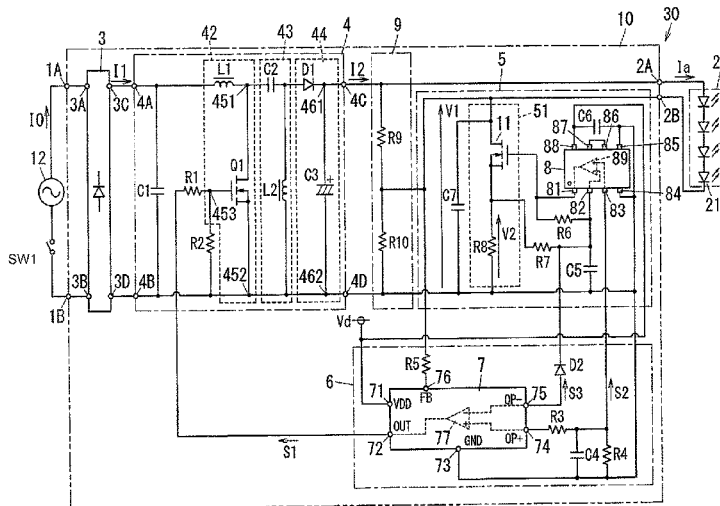 30
42 43 44 4 9 10
3
1A I1 L1 C2 D1 I2 2A Ia 2
3A 3C 4A 451 461 4C 5 2B
I0
12
V1 11 51 C6 86
87 85
88 89
8
R9
Q1
C1 R1 L2 C3 + C7
453
81 84
82 83
21
R2 R10 R8 V2 R6
R7
C5
SW1
3B 3D 4B 452 462 4D
1B
Vd
R5 D2
6 71 76 7 75 S3 S2
FB
VDD OP-
R3
OUT 77 GND OP+
72 73 74 C4 R4
S1